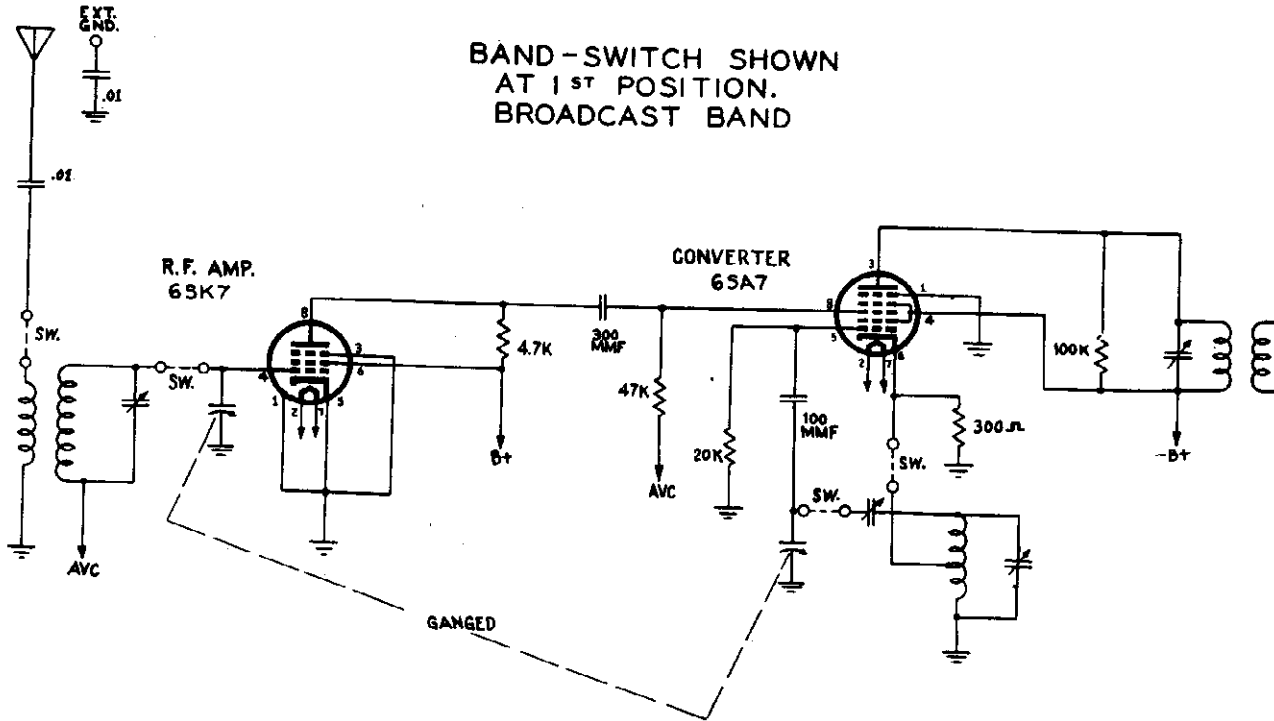 EXT.
GND.
.01
BAND-SWITCH SHOWN
AT 1ST POSITION.
BROADCAST BAND
.01
R.F. AMP.
6SK7
CONVERTER
6SA7
SW.
SW.
4
8
3
6
1
2
7
5
4.7K
B+
300
MMF
47K
AVC
8
5
3
1
4
2
7
6
20K
100
MMF
300Ω
SW.
SW.
100K
-B+
AVC
GANGED